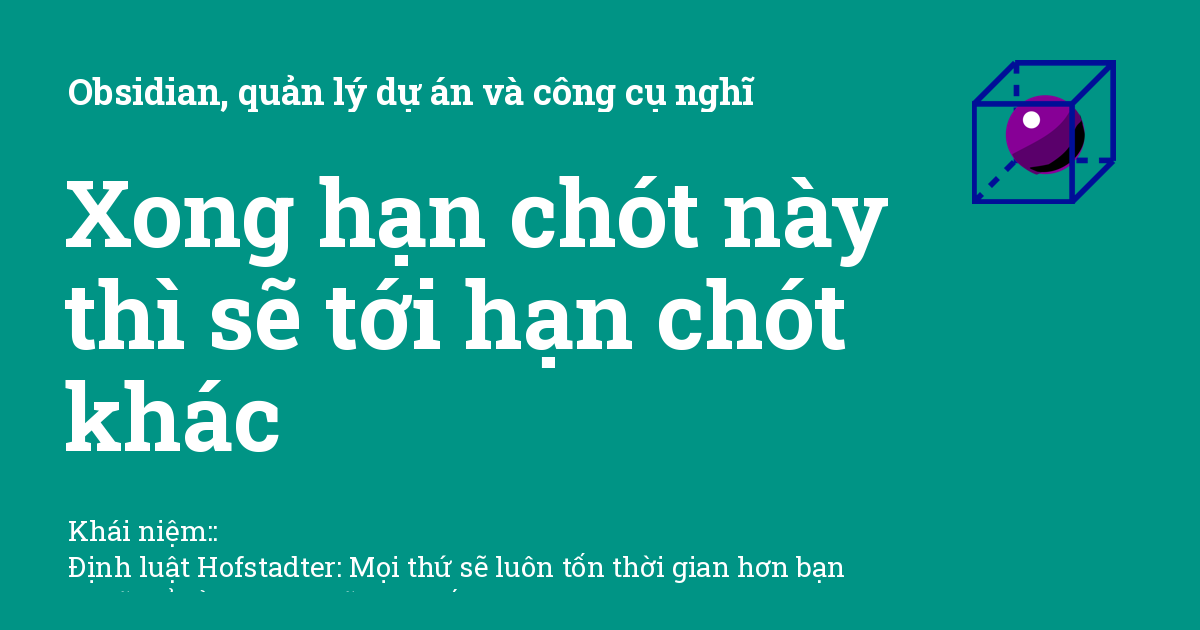 Obsidian, quản lý dự án và công cụ nghĩ
Xong hạn chót này
thì sẽ tới hạn chót
khác
Khái niệm::
Định luật Hofstadter: Mọi thứ sẽ luôn tốn thời gian hơn bạn